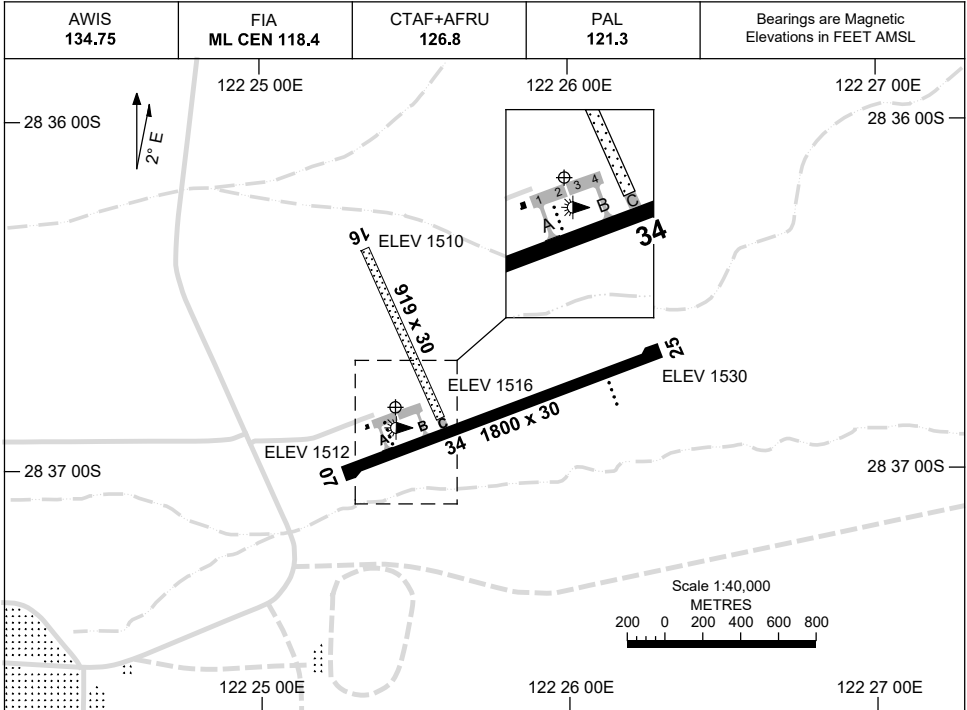 AWIS
134.75
FIA
ML CEN 118.4
CTAF+AFRU
126.8
PAL
121.3
Bearings are Magnetic
Elevations in FEET AMSL
122 25 00E
122 26 00E
122 27 00E
28 36 00S
28 36 00S
2° E
1 2 3 4
A
B
C
34
16
ELEV 1510
919 x 30
25
ELEV 1516
ELEV 1530
A
B
C
34
1800 x 30
ELEV 1512
07
28 37 00S
28 37 00S
Scale 1:40,000
METRES
200 0 200 400 600 800
122 25 00E
122 26 00E
122 27 00E